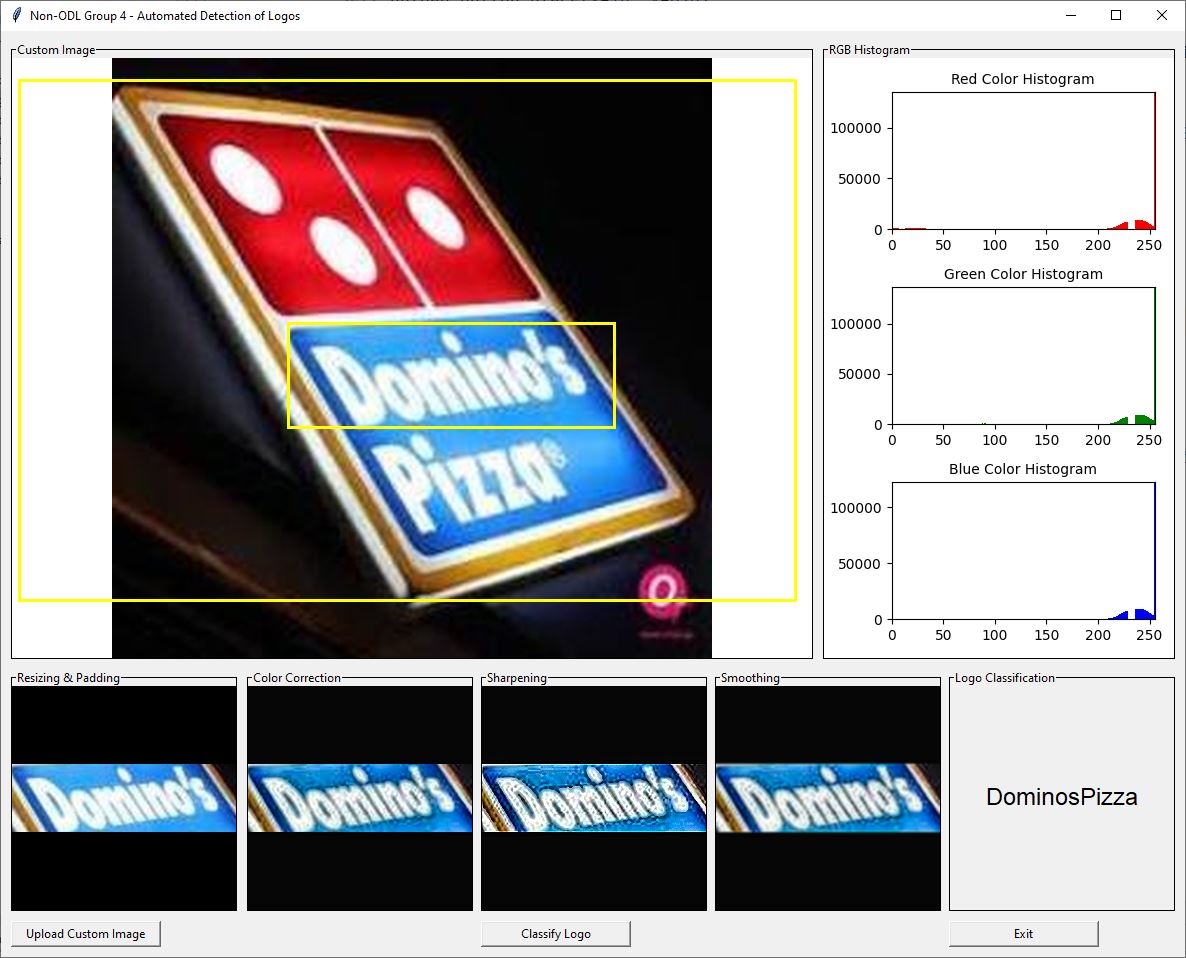 Non-ODL Group 4 - Automated Detection of Logos
Custom Image
Domino's
Pizza®
RGB Histogram
Red Color Histogram
100000
50000
0
0 50 100 150 200 250
Green Color Histogram
100000
50000
0
0 50 100 150 200 250
Blue Color Histogram
100000
50000
0
0 50 100 150 200 250
Resizing & Padding
Domino's
Color Correction
Domino's
Sharpening
Domino's
Smoothing
Domino's
Logo Classification
DominosPizza
Upload Custom Image
Classify Logo
Exit